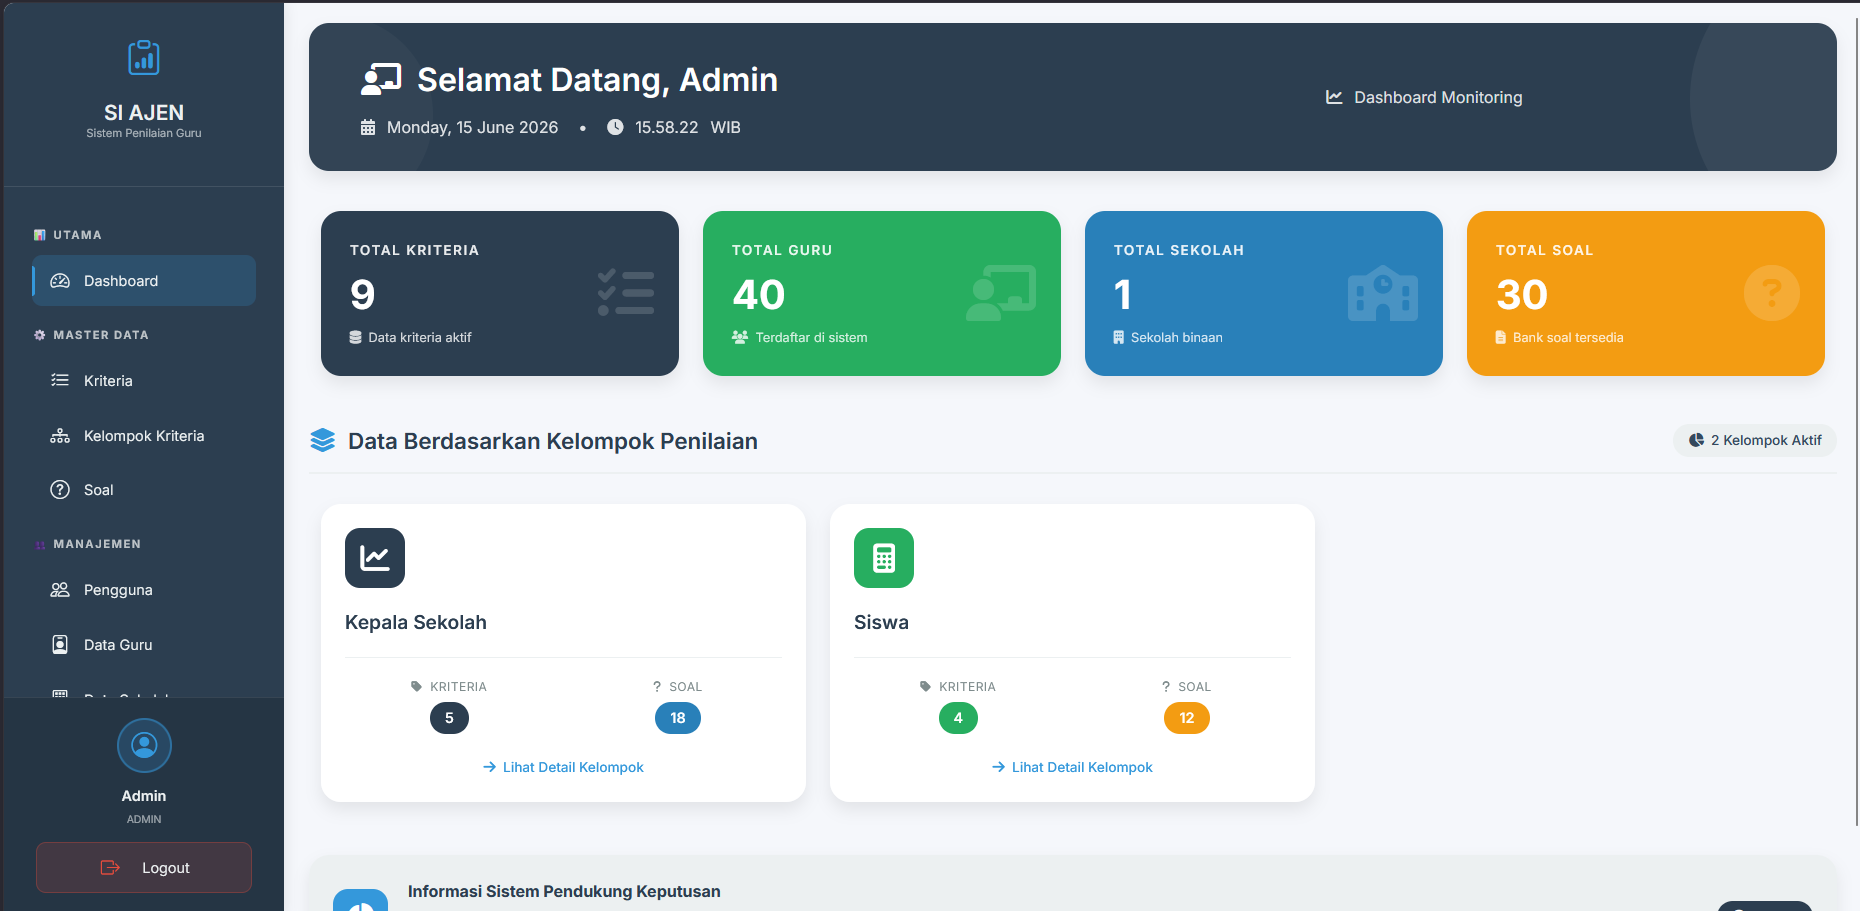 SI AJEN
Sistem Penilaian Guru
UTAMA
Dashboard
MASTER DATA
Kriteria
Kelompok Kriteria
Soal
MANAJEMEN
Pengguna
Data Guru
Admin
ADMIN
Logout
Selamat Datang, Admin
Monday, 15 June 2026 • 15.58.22 WIB
Dashboard Monitoring
TOTAL KRITERIA
9
Data kriteria aktif
TOTAL GURU
40
Terdaftar di sistem
TOTAL SEKOLAH
1
Sekolah binaan
TOTAL SOAL
30
Bank soal tersedia
Data Berdasarkan Kelompok Penilaian
2 Kelompok Aktif
Kepala Sekolah
KRITERIA
5
SOAL
18
Lihat Detail Kelompok
Siswa
KRITERIA
4
SOAL
12
Lihat Detail Kelompok
Informasi Sistem Pendukung Keputusan